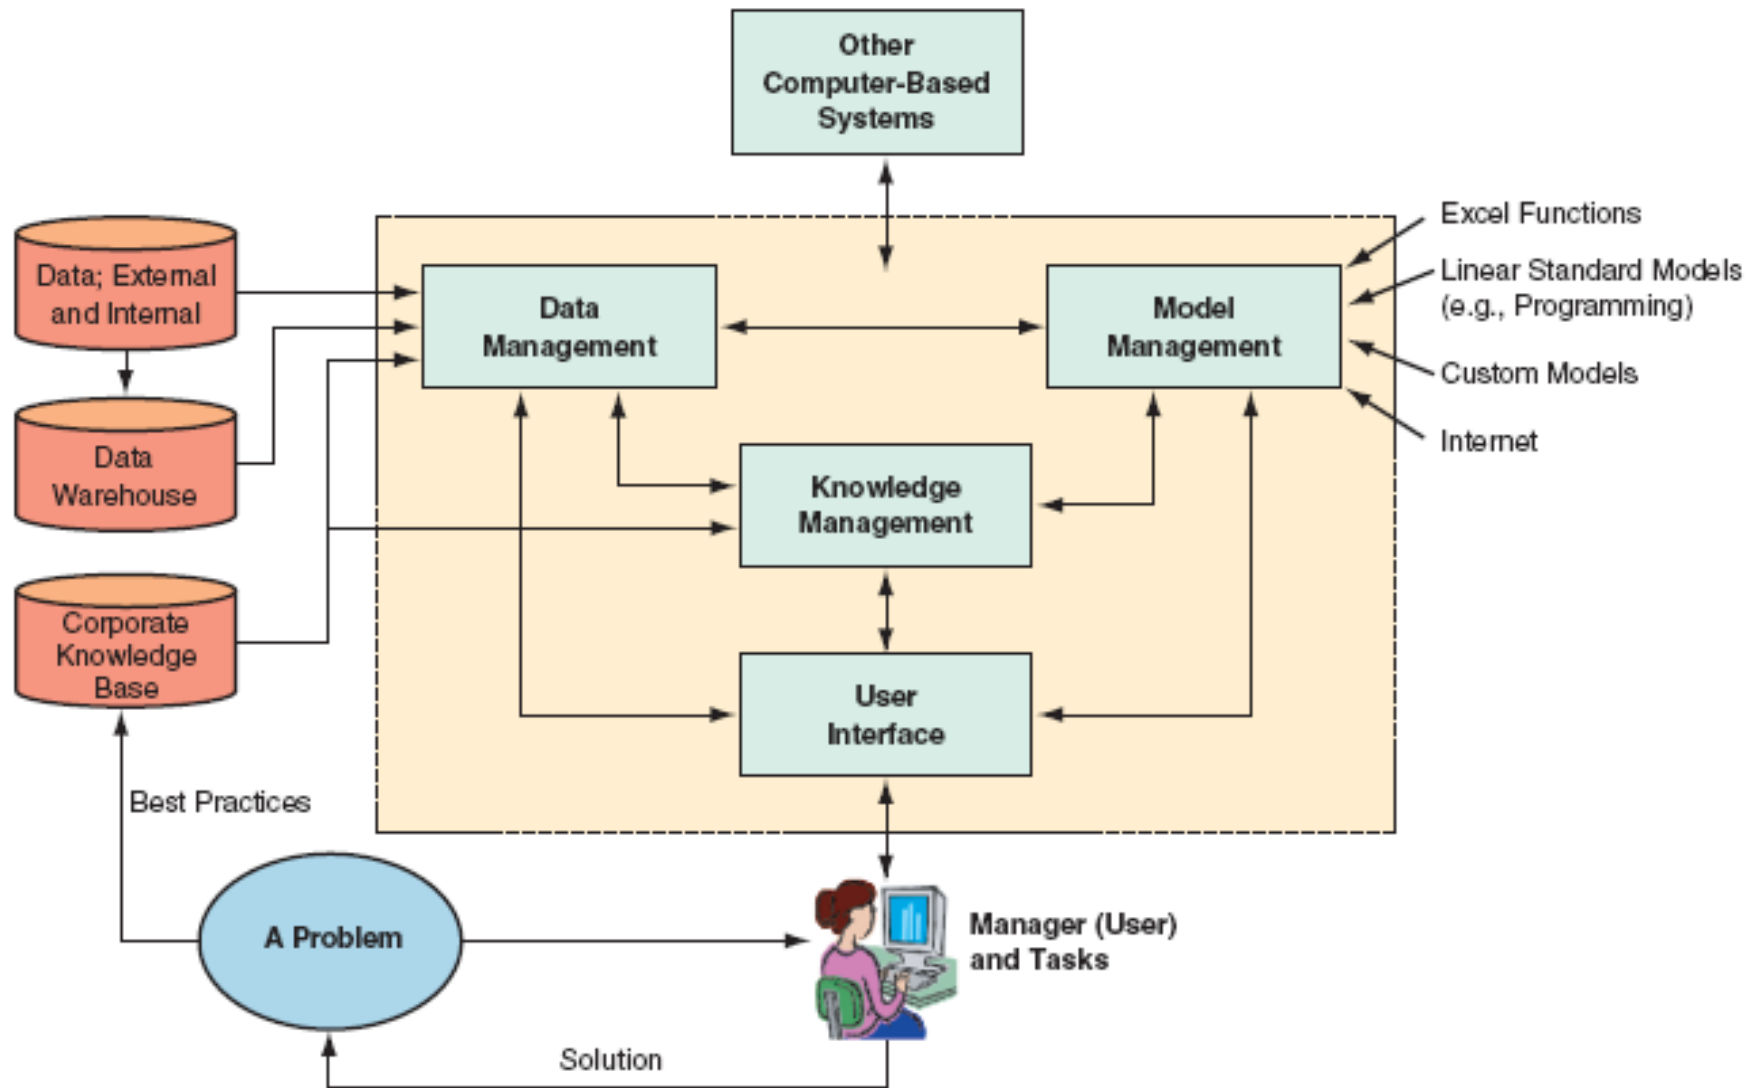 Other
Computer-Based
Systems
Data; External
and Internal
Data
Management
Model
Management
Excel Functions
Linear Standard Models
(e.g., Programming)
Custom Models
Internet
Data
Warehouse
Knowledge
Management
Corporate
Knowledge
Base
User
Interface
Best Practices
A Problem
Manager (User)
and Tasks
Solution